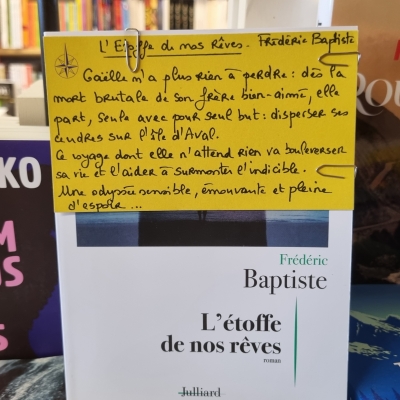 L'Etoffe de nos rêves. Frédéric Baptiste
Gaëlle n'a plus rien à perdre : dès la
mort brutale de son frère bien-aimé, elle
part, seule avec pour seul but : disperser ses
cendres sur l'île d'Aval.
Ce voyage dont elle n'attend rien va bouleverser
sa vie et l'aider à surmonter l'indicible.
Une odyssée sensible, émouvante et pleine
d'espoir ...
Frédéric
Baptiste
L'étoffe
de nos rêves
roman
Julliard
KO